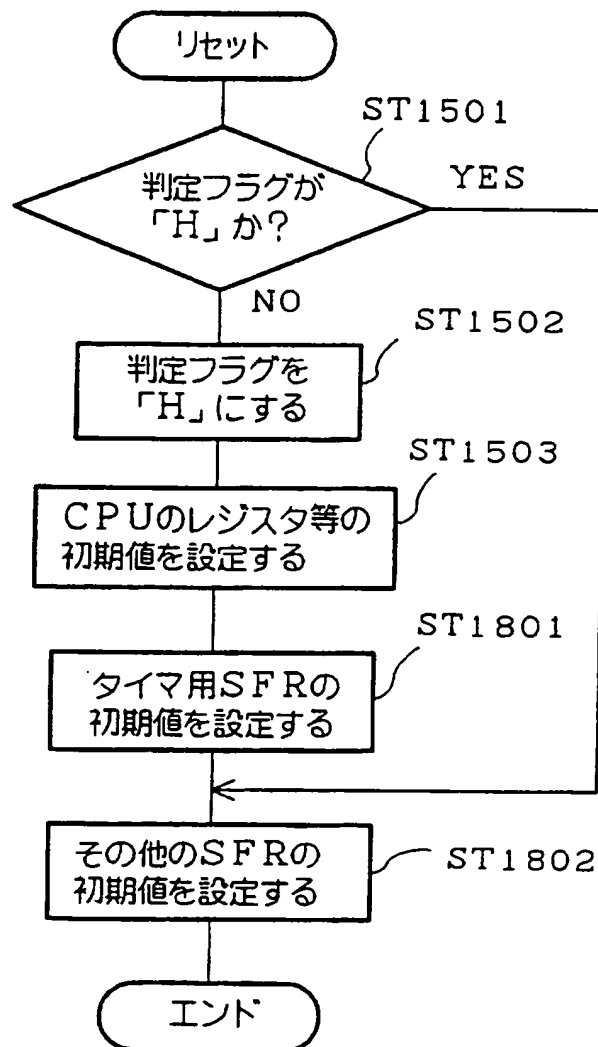 リセット
ST1501
判定フラグが
「H」か?
YES
NO
ST1502
判定フラグを
「H」にする
ST1503
CPUのレジスタ等の
初期値を設定する
ST1801
タイマ用SFRの
初期値を設定する
その他のSFRの
初期値を設定する
ST1802
エンド